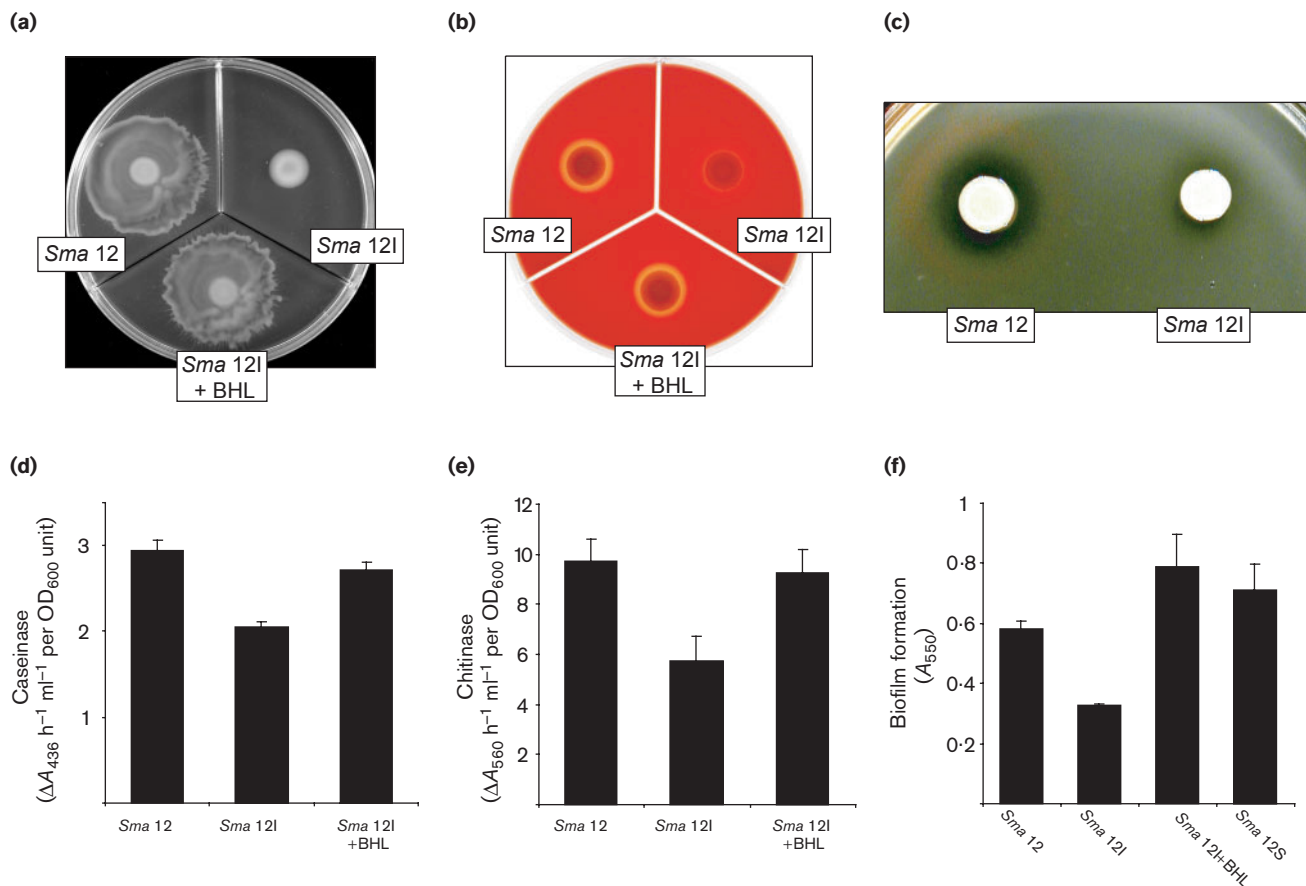 (a)
Sma 12
Sma 12I
Sma 12I
+ BHL
(b)
Sma 12
Sma 12I
Sma 12I
+ BHL
(c)
Sma 12
Sma 12I
(d)
Caseinase
(ΔA436 h–1 ml–1 per OD600 unit)
3
2
1
Sma 12
Sma 12I
Sma 12I
+BHL
(e)
Chitinase
(ΔA560 h–1 ml–1 per OD600 unit)
12
10
8
6
4
2
Sma 12
Sma 12I
Sma 12I
+BHL
(f)
Biofilm formation
(A550)
1
0·8
0·6
0·4
0·2
Sma 12
Sma 12I
Sma 12I+BHL
Sma 12S